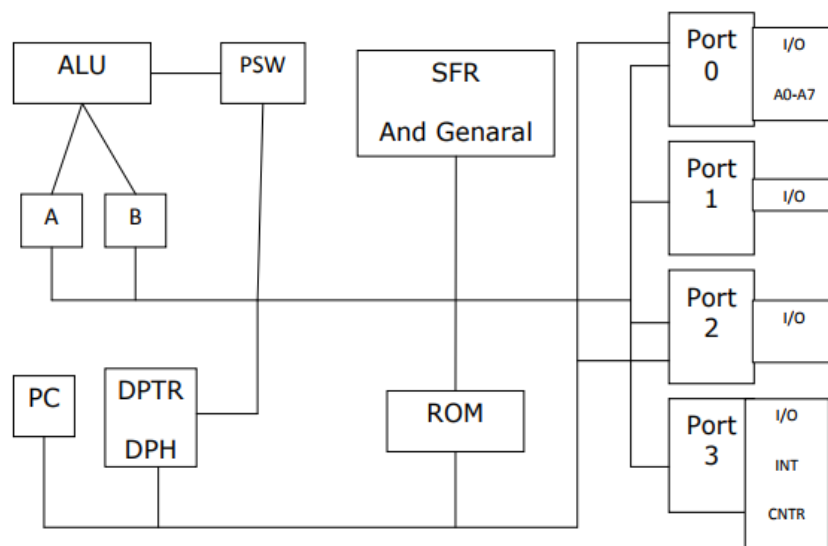 ALU
PSW
SFR
And Genaral
Port
0
I/O
A0-A7
A
B
Port
1
I/O
Port
2
I/O
PC
DPTR
DPH
ROM
Port
3
I/O
INT
CNTR